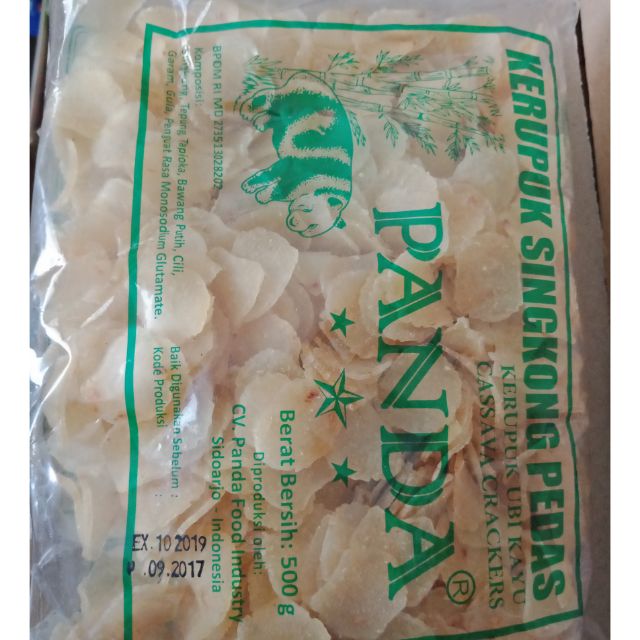 KERUPUK SINGKONG PEDAS
KERUPUK UBI KAYU
CASSAVA CRACKERS
PANDA®
BPOM RI MD 273513028202
Komposisi:
Tepung Tapioka, Bawang Putih, Cili,
Garam, Gula, Penguat Rasa Monosodium Glutamate.
Baik Digunakan Sebelum :
Kode Produksi :
Berat Bersih: 500 g
Diproduksi oleh:
CV. Panda Food Industry
Sidoarjo - Indonesia
EX. 10 2019
P .09.2017